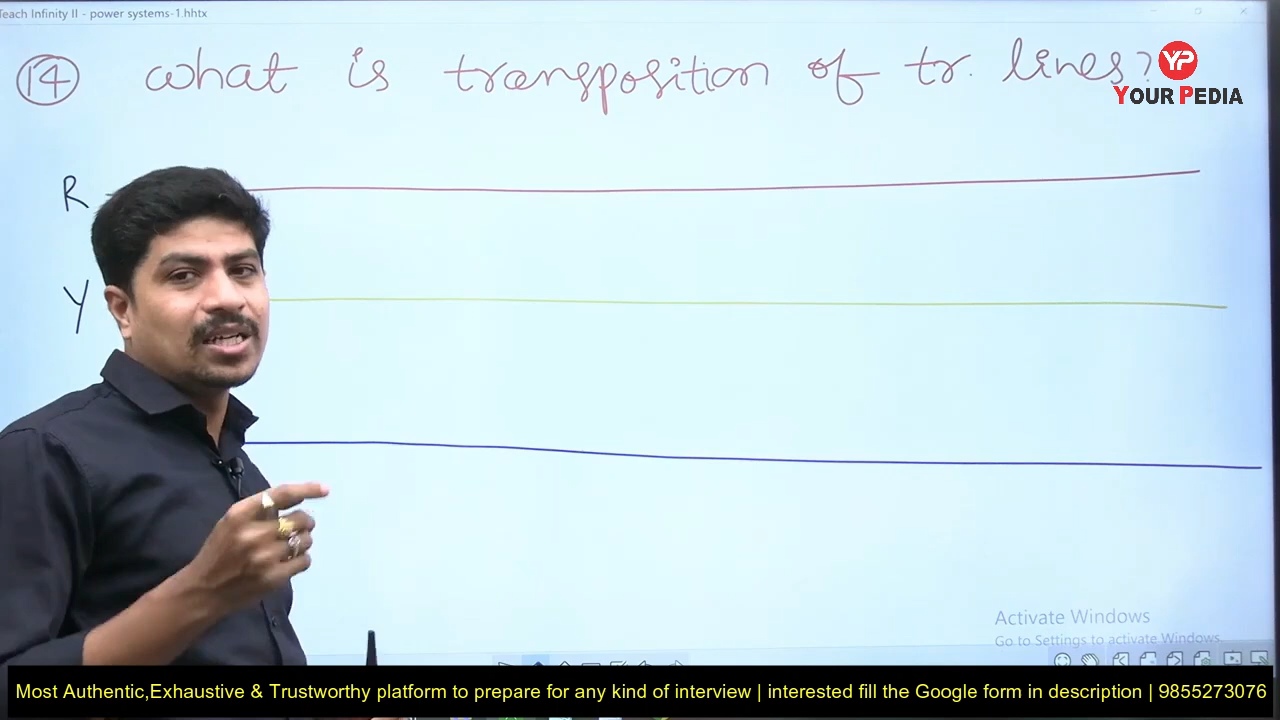 Teach Infinity II - power systems-1.hhtx
14 what is transposition of tr. lines?
YP
YOUR PEDIA
R
Y
Activate Windows
Go to Settings to activate Windows.
Most Authentic,Exhaustive & Trustworthy platform to prepare for any kind of interview | interested fill the Google form in description | 9855273076